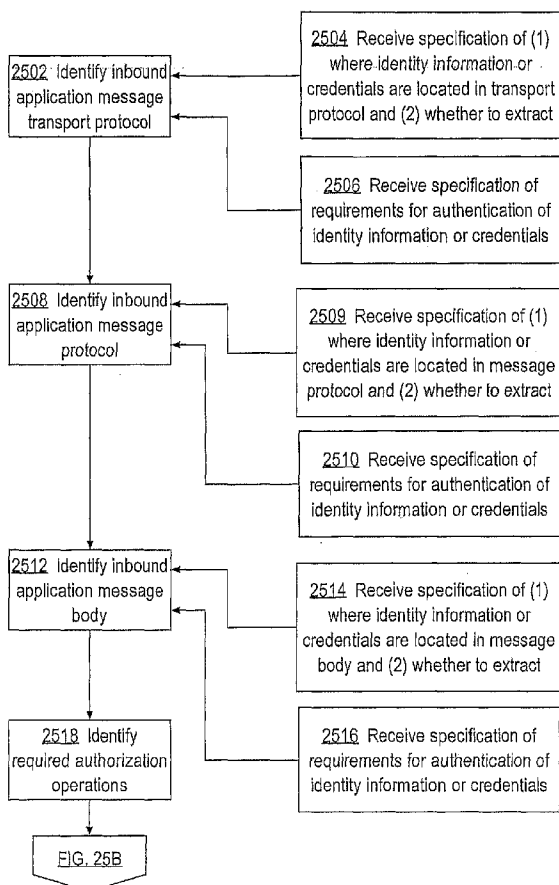 2504 Receive specification of (1)
where identity information or
credentials are located in transport
protocol and (2) whether to extract
2502 Identify inbound
application message
transport protocol
2506 Receive specification of
requirements for authentication of
identity information or credentials
2508 Identify inbound
application message
protocol
2509 Receive specification of (1)
where identity information or
credentials are located in message
protocol and (2) whether to extract
2510 Receive specification of
requirements for authentication of
identity information or credentials
2512 Identify inbound
application message
body
2514 Receive specification of (1)
where identity information or
credentials are located in message
body and (2) whether to extract
2518 Identify
required authorization
operations
2516 Receive specification of
requirements for authentication of
identity information or credentials
FIG. 25B